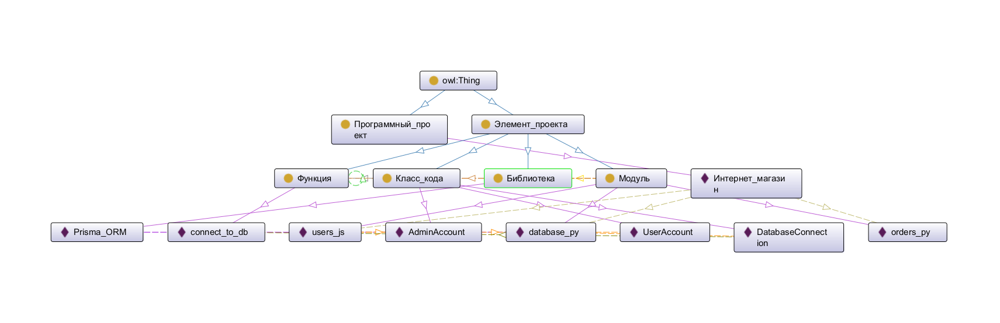 owl:Thing
Программный_про
ект
Элемент_проекта
Функция
Класс_кода
Библиотека
Модуль
Интернет_магази
н
Prisma_ORM
connect_to_db
users_js
AdminAccount
database_py
UserAccount
DatabaseConnect
ion
orders_py